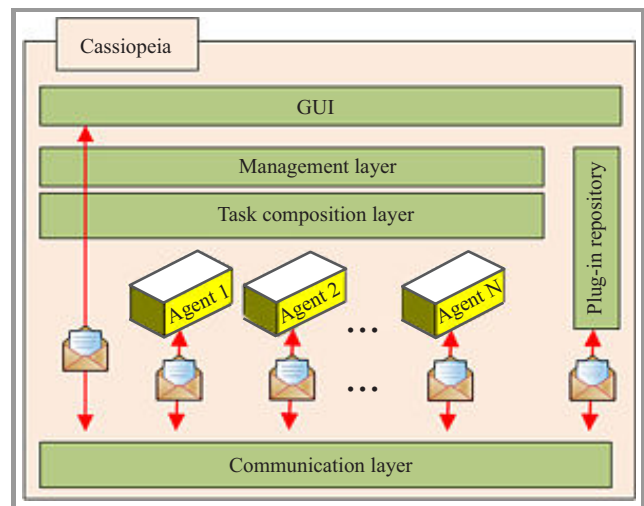 Cassiopeia
GUI
Management layer
Task composition layer
Plug-in repository
Agent 1
Agent 2
...
Agent N
...
Communication layer